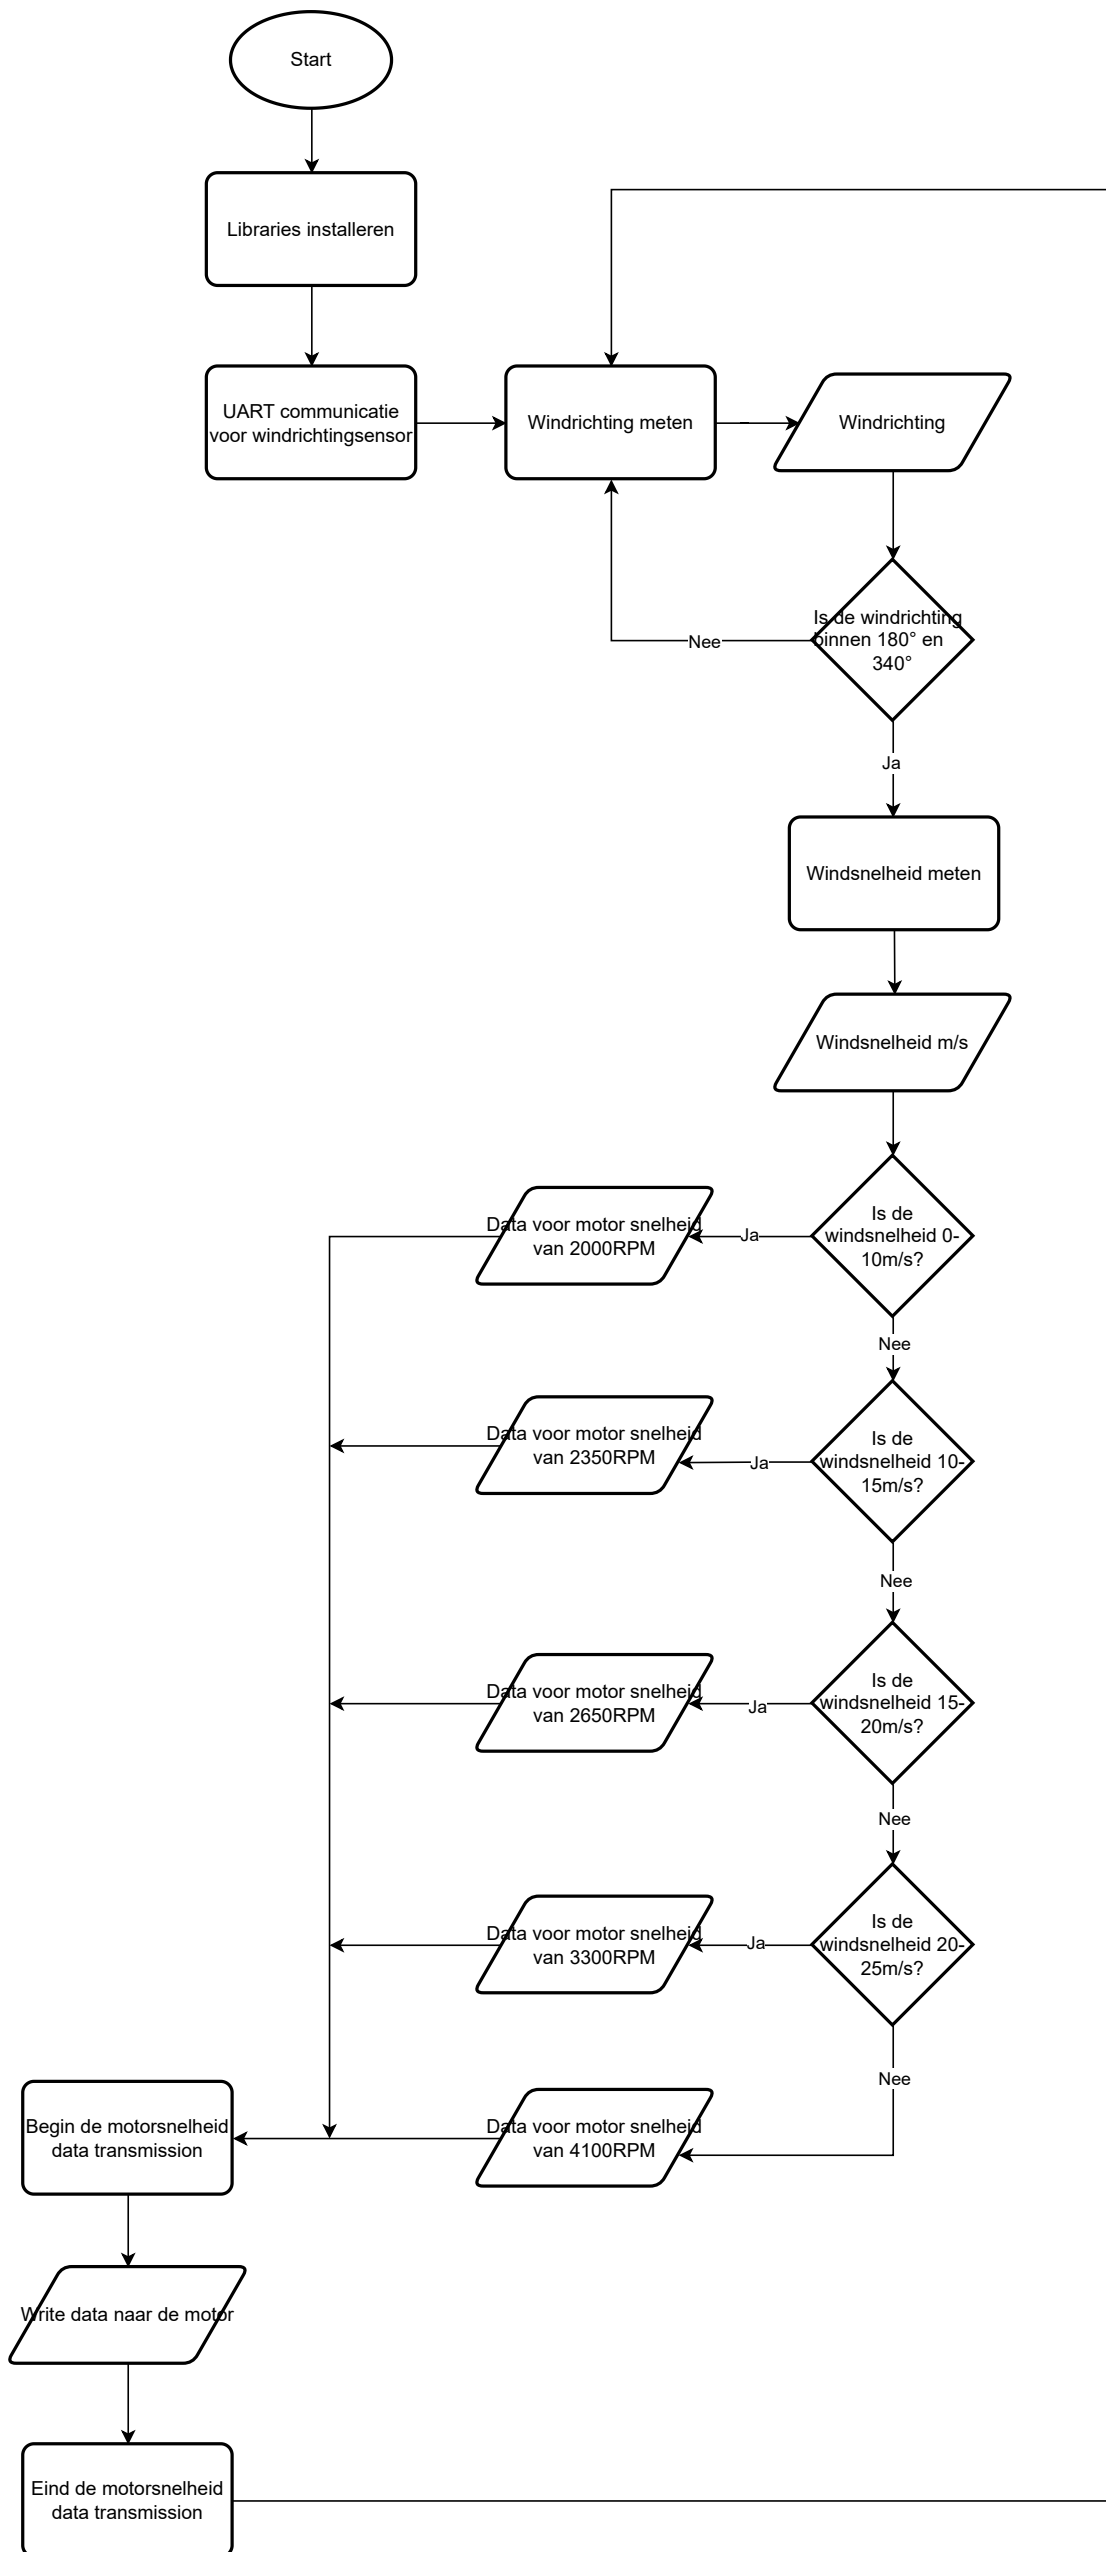 Start
Libraries installeren
UART communicatie
voor windrichtingsensor
Windrichting meten
Windrichting
Is de windrichting
binnen 180° en
340°
Nee
Ja
Windsnelheid meten
Windsnelheid m/s
Is de
windsnelheid 0-
10m/s?
Ja
Data voor motor snelheid
van 2000RPM
Nee
Is de
windsnelheid 10-
15m/s?
Ja
Data voor motor snelheid
van 2350RPM
Nee
Is de
windsnelheid 15-
20m/s?
Ja
Data voor motor snelheid
van 2650RPM
Nee
Is de
windsnelheid 20-
25m/s?
Ja
Data voor motor snelheid
van 3300RPM
Nee
Data voor motor snelheid
van 4100RPM
Begin de motorsnelheid
data transmission
Write data naar de motor
Eind de motorsnelheid
data transmission